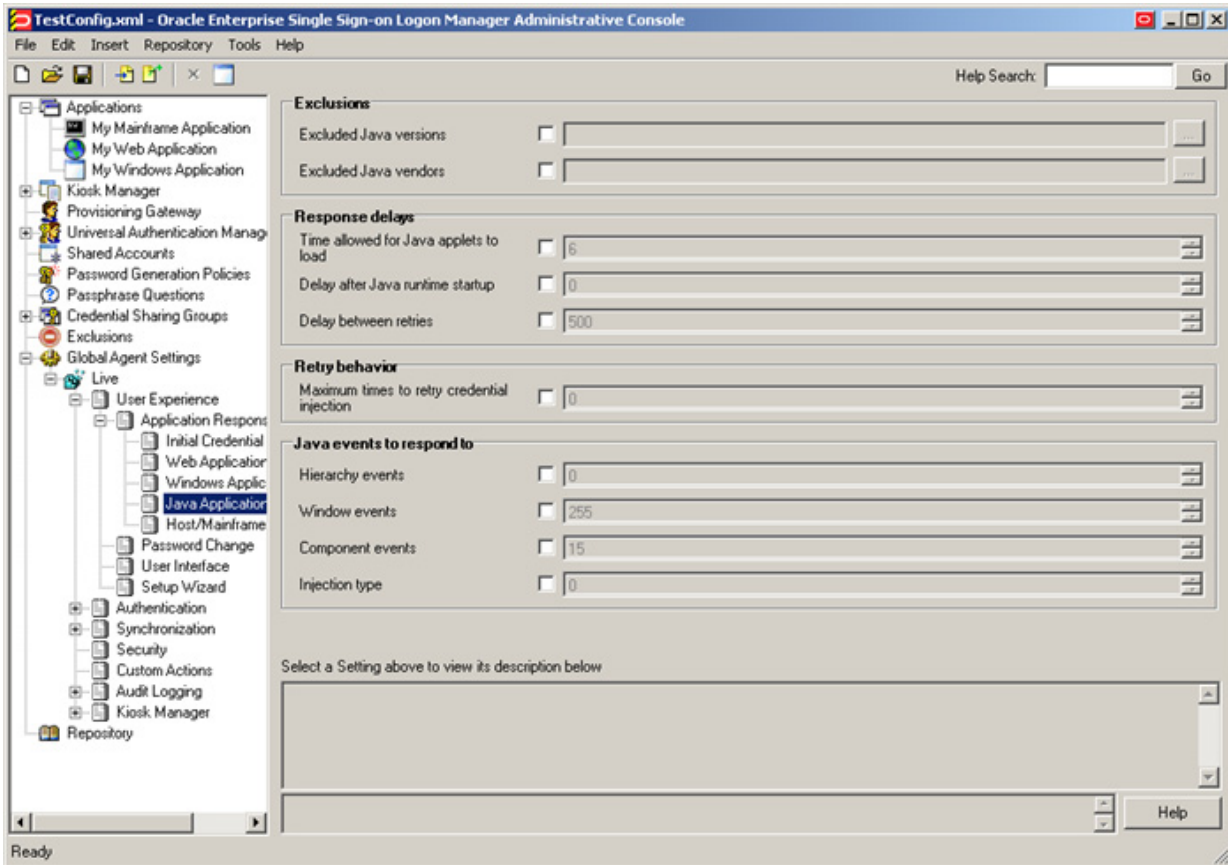 TestConfig.xml - Oracle Enterprise Single Sign-on Logon Manager Administrative Console
File Edit Insert Repository Tools Help
Help Search: Go
Applications
My Mainframe Application
My Web Application
My Windows Application
Kiosk Manager
Provisioning Gateway
Universal Authentication Manag
Shared Accounts
Password Generation Policies
Passphrase Questions
Credential Sharing Groups
Exclusions
Global Agent Settings
Live
User Experience
Application Respons
Initial Credential
Web Application
Windows Applic
Java Application
Host/Mainframe
Password Change
User Interface
Setup Wizard
Authentication
Synchronization
Security
Custom Actions
Audit Logging
Kiosk Manager
Repository
Exclusions
Excluded Java versions ...
Excluded Java vendors ...
Response delays
Time allowed for Java applets to
load
6
Delay after Java runtime startup 0
Delay between retries 500
Retry behavior
Maximum times to retry credential
injection
0
Java events to respond to
Hierarchy events 0
Window events 255
Component events 15
Injection type 0
Select a Setting above to view its description below
Help
Ready